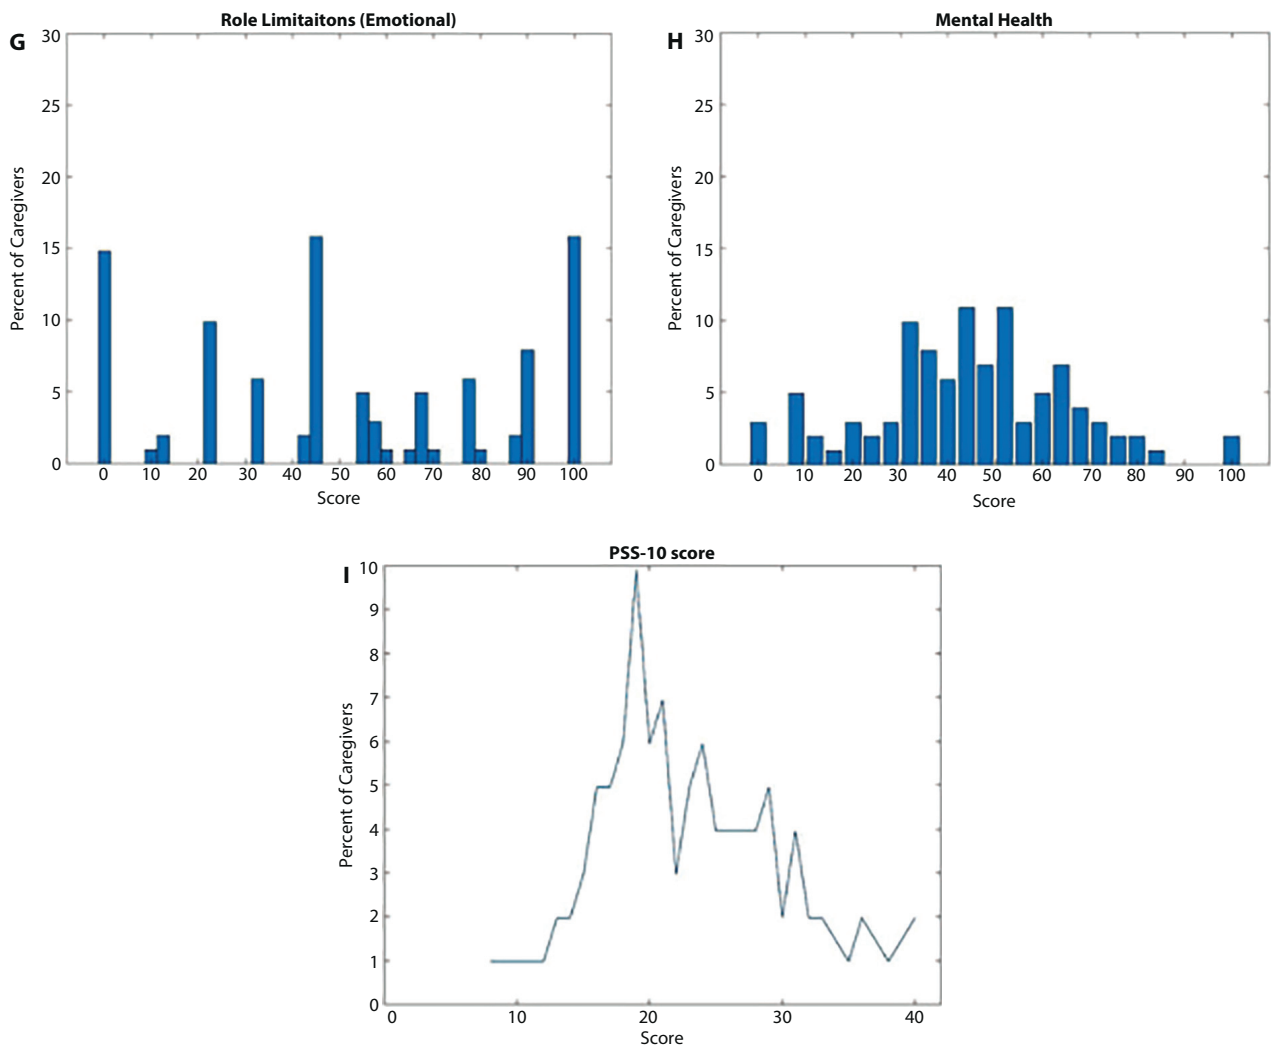 Role Limitaitons (Emotional)
G
30
25
20
15
10
5
0
Percent of Caregivers
0 10 20 30 40 50 60 70 80 90 100
Score
Mental Health
H
30
25
20
15
10
5
0
Percent of Caregivers
0 10 20 30 40 50 60 70 80 90 100
Score
PSS-10 score
I
10
9
8
7
6
5
4
3
2
1
0
Percent of Caregivers
0 10 20 30 40
Score